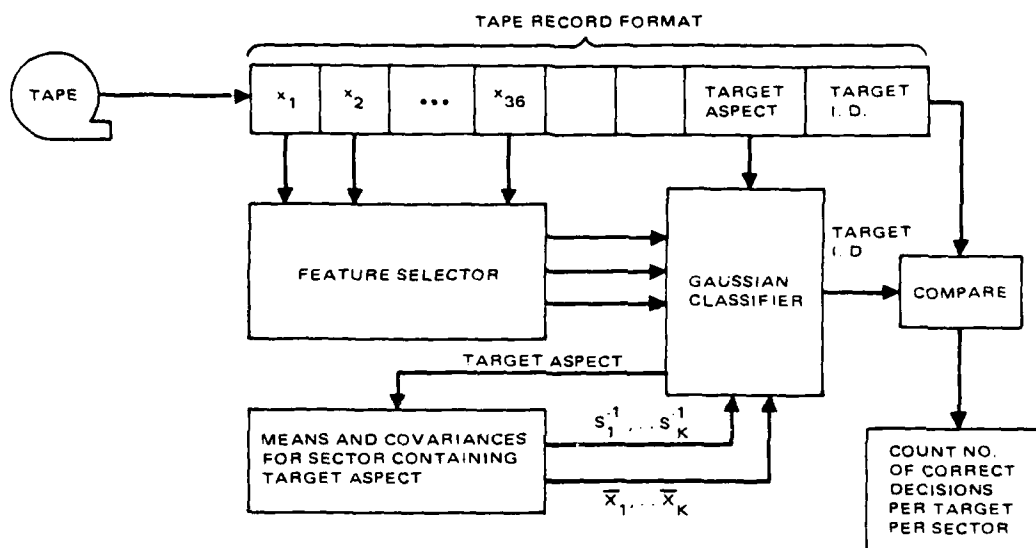 TAPE RECORD FORMAT
TAPE
x1
x2
•••
x36
TARGET
ASPECT
TARGET
I. D.
FEATURE SELECTOR
GAUSSIAN
CLASSIFIER
TARGET
I. D
COMPARE
TARGET ASPECT
MEANS AND COVARIANCES
FOR SECTOR CONTAINING
TARGET ASPECT
S₁⁻¹, . . S_K⁻¹
X̄₁, . . X̄_K
COUNT NO.
OF CORRECT
DECISIONS
PER TARGET
PER SECTOR